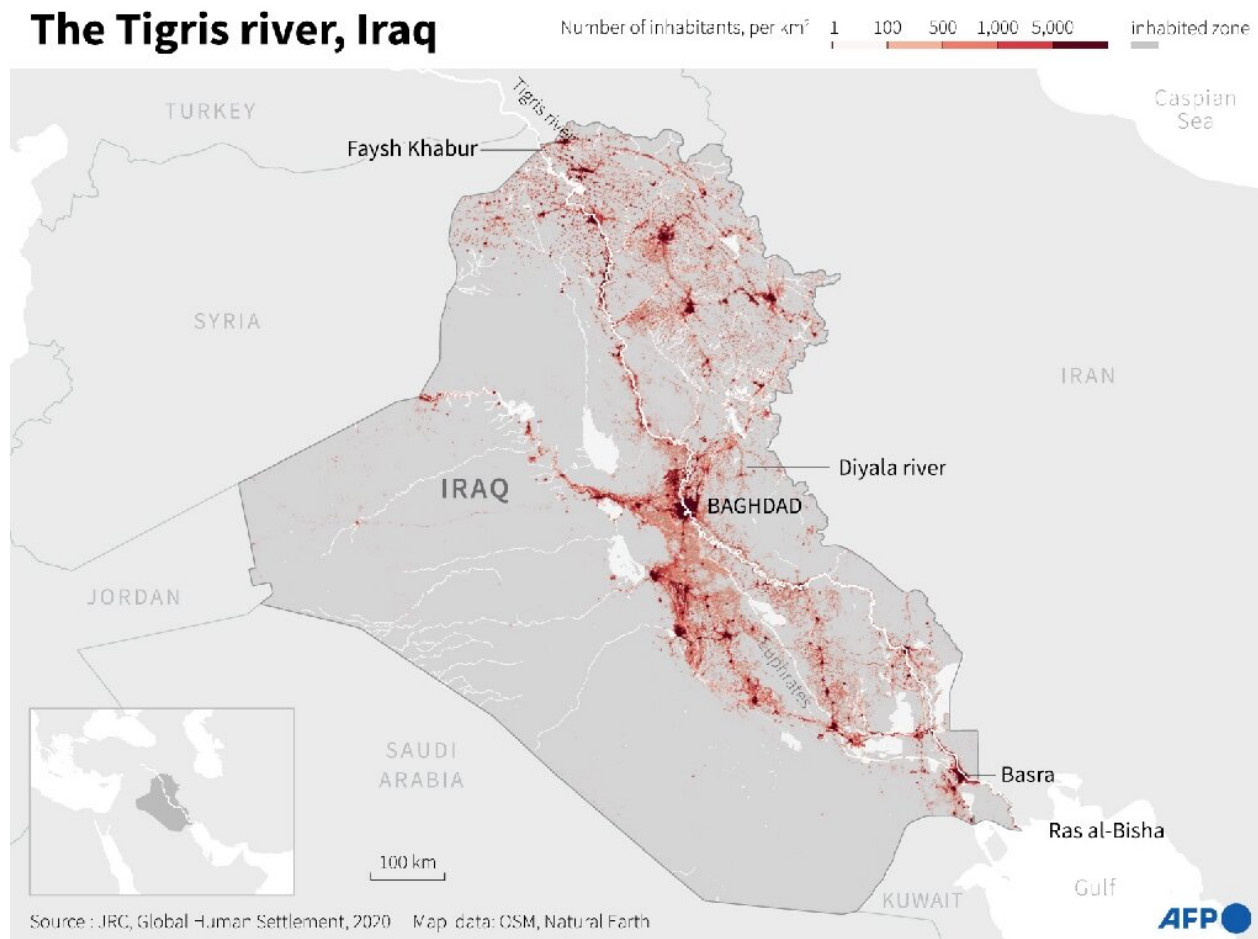 The Tigris river, Iraq
Number of inhabitants, per km²
1 100 500 1,000 5,000
inhabited zone
TURKEY
Tigris river
Caspian
Sea
Faysh Khabur
SYRIA
IRAN
Diyala river
IRAQ
BAGHDAD
JORDAN
Euphrates
SAUDI
ARABIA
Basra
Ras al-Bisha
100 km
KUWAIT
Gulf
Source : JRC, Global Human Settlement, 2020 Map data: OSM, Natural Earth
AFP